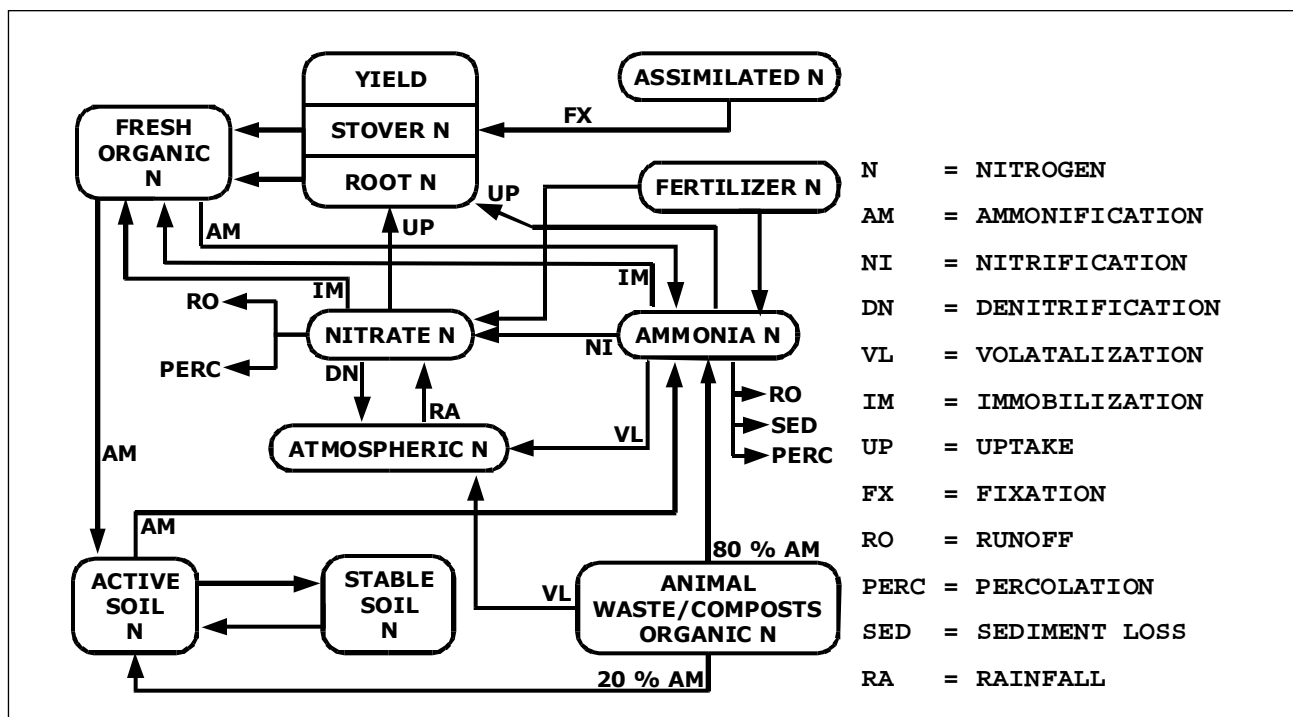 YIELD
STOVER N
ROOT N
ASSIMILATED N
FX
FRESH
ORGANIC
N
FERTILIZER N
UP
UP
AM
IM
IM
RO
PERC
NITRATE N
NI
AMMONIA N
DN
RA
RO
SED
PERC
VL
ATMOSPHERIC N
AM
AM
80 % AM
ACTIVE
SOIL
N
STABLE
SOIL
N
VL
ANIMAL
WASTE/COMPOSTS
ORGANIC N
20 % AM
N = NITROGEN
AM = AMMONIFICATION
NI = NITRIFICATION
DN = DENITRIFICATION
VL = VOLATALIZATION
IM = IMMOBILIZATION
UP = UPTAKE
FX = FIXATION
RO = RUNOFF
PERC = PERCOLATION
SED = SEDIMENT LOSS
RA = RAINFALL